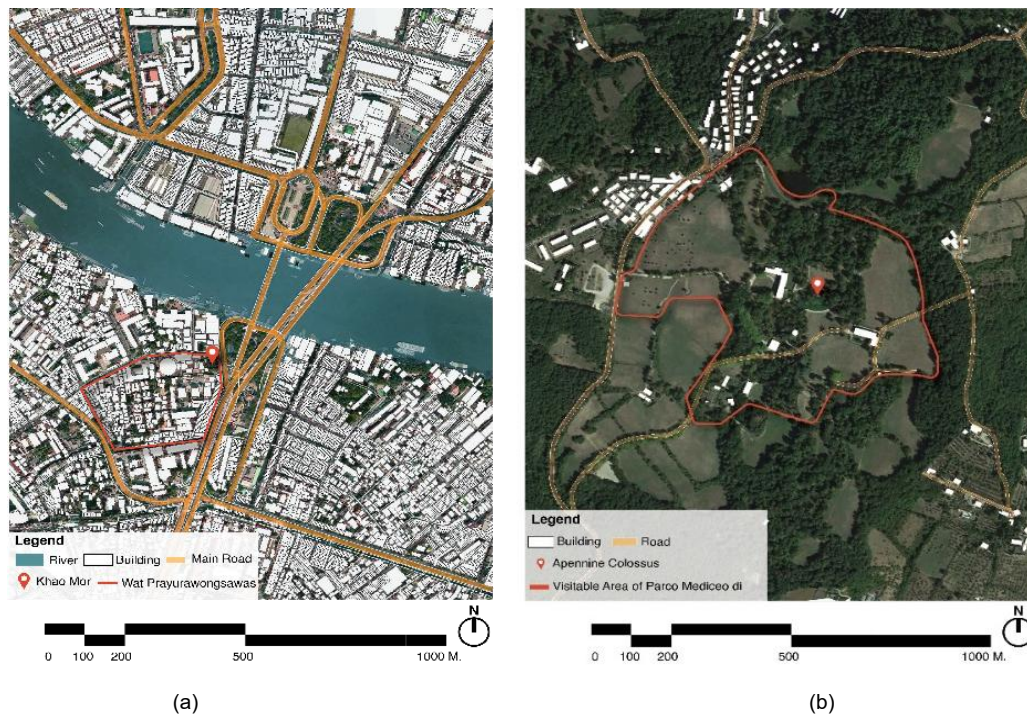 Legend
River Building Main Road
Khao Mor Wat Prayurawongsawas
N
0 100 200 500 1000 M.
(a)
Legend
Building Road
Apennine Colossus
Visitable Area of Parco Mediceo di
N
0 100 200 500 1000 M.
(b)